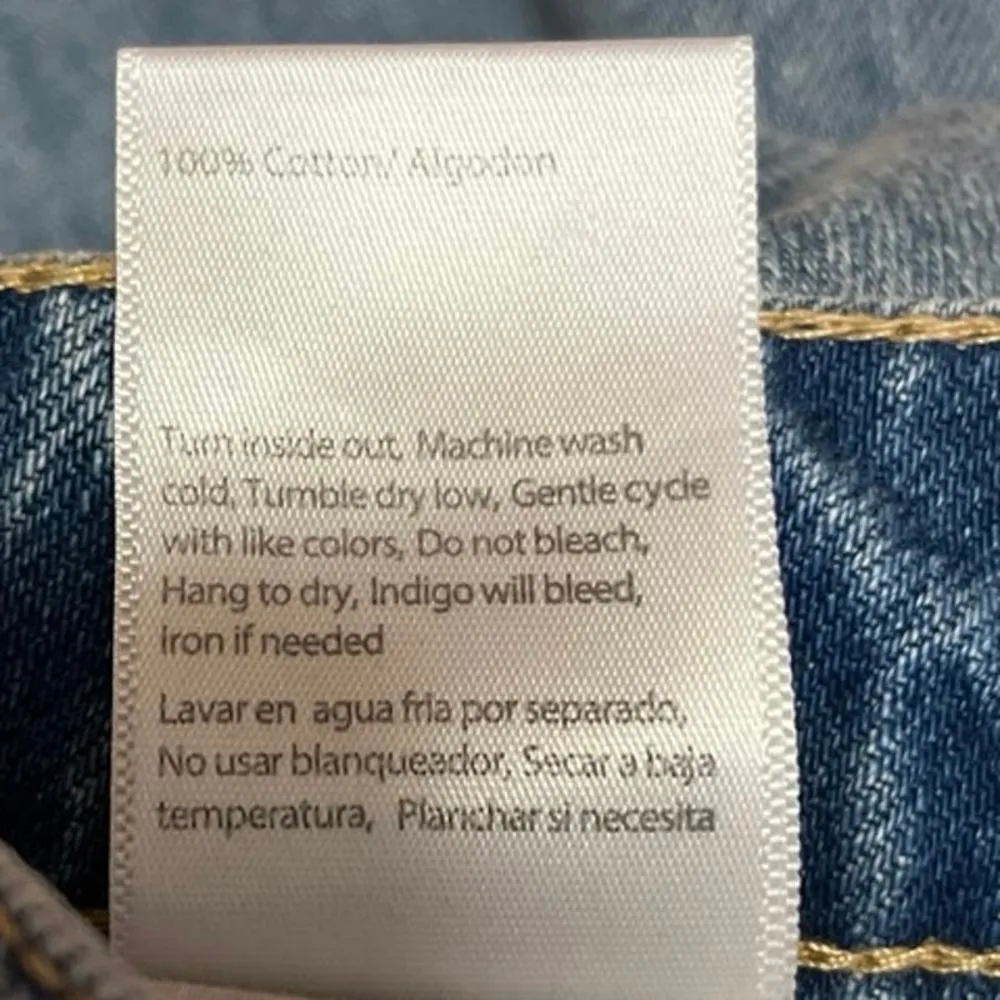 100% Cotton/ Algodon
Turn inside out, Machine wash
cold, Tumble dry low, Gentle cycle
with like colors, Do not bleach,
Hang to dry, Indigo will bleed,
iron if needed
Lavar en agua fria por separado,
No usar blanqueador, Secar a baja
temperatura, Planchar si necesita